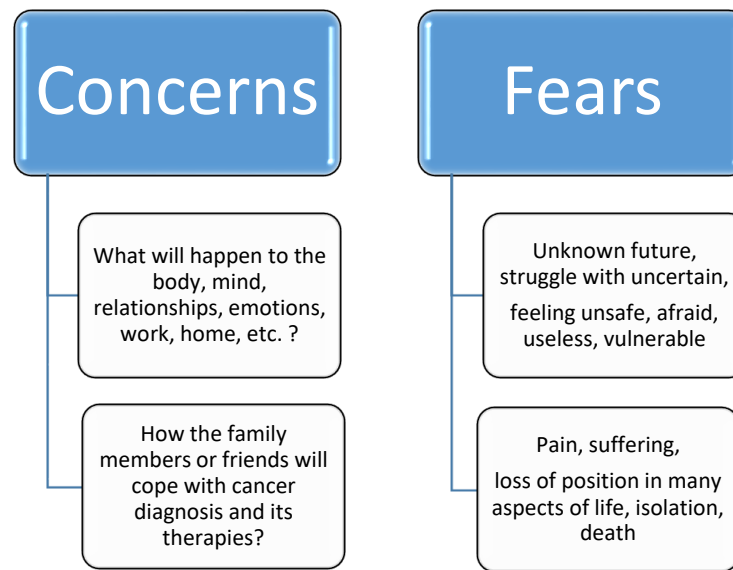 Concerns
What will happen to the
body, mind,
relationships, emotions,
work, home, etc. ?
How the family
members or friends will
cope with cancer
diagnosis and its
therapies?
Fears
Unknown future,
struggle with uncertain,
feeling unsafe, afraid,
useless, vulnerable
Pain, suffering,
loss of position in many
aspects of life, isolation,
death